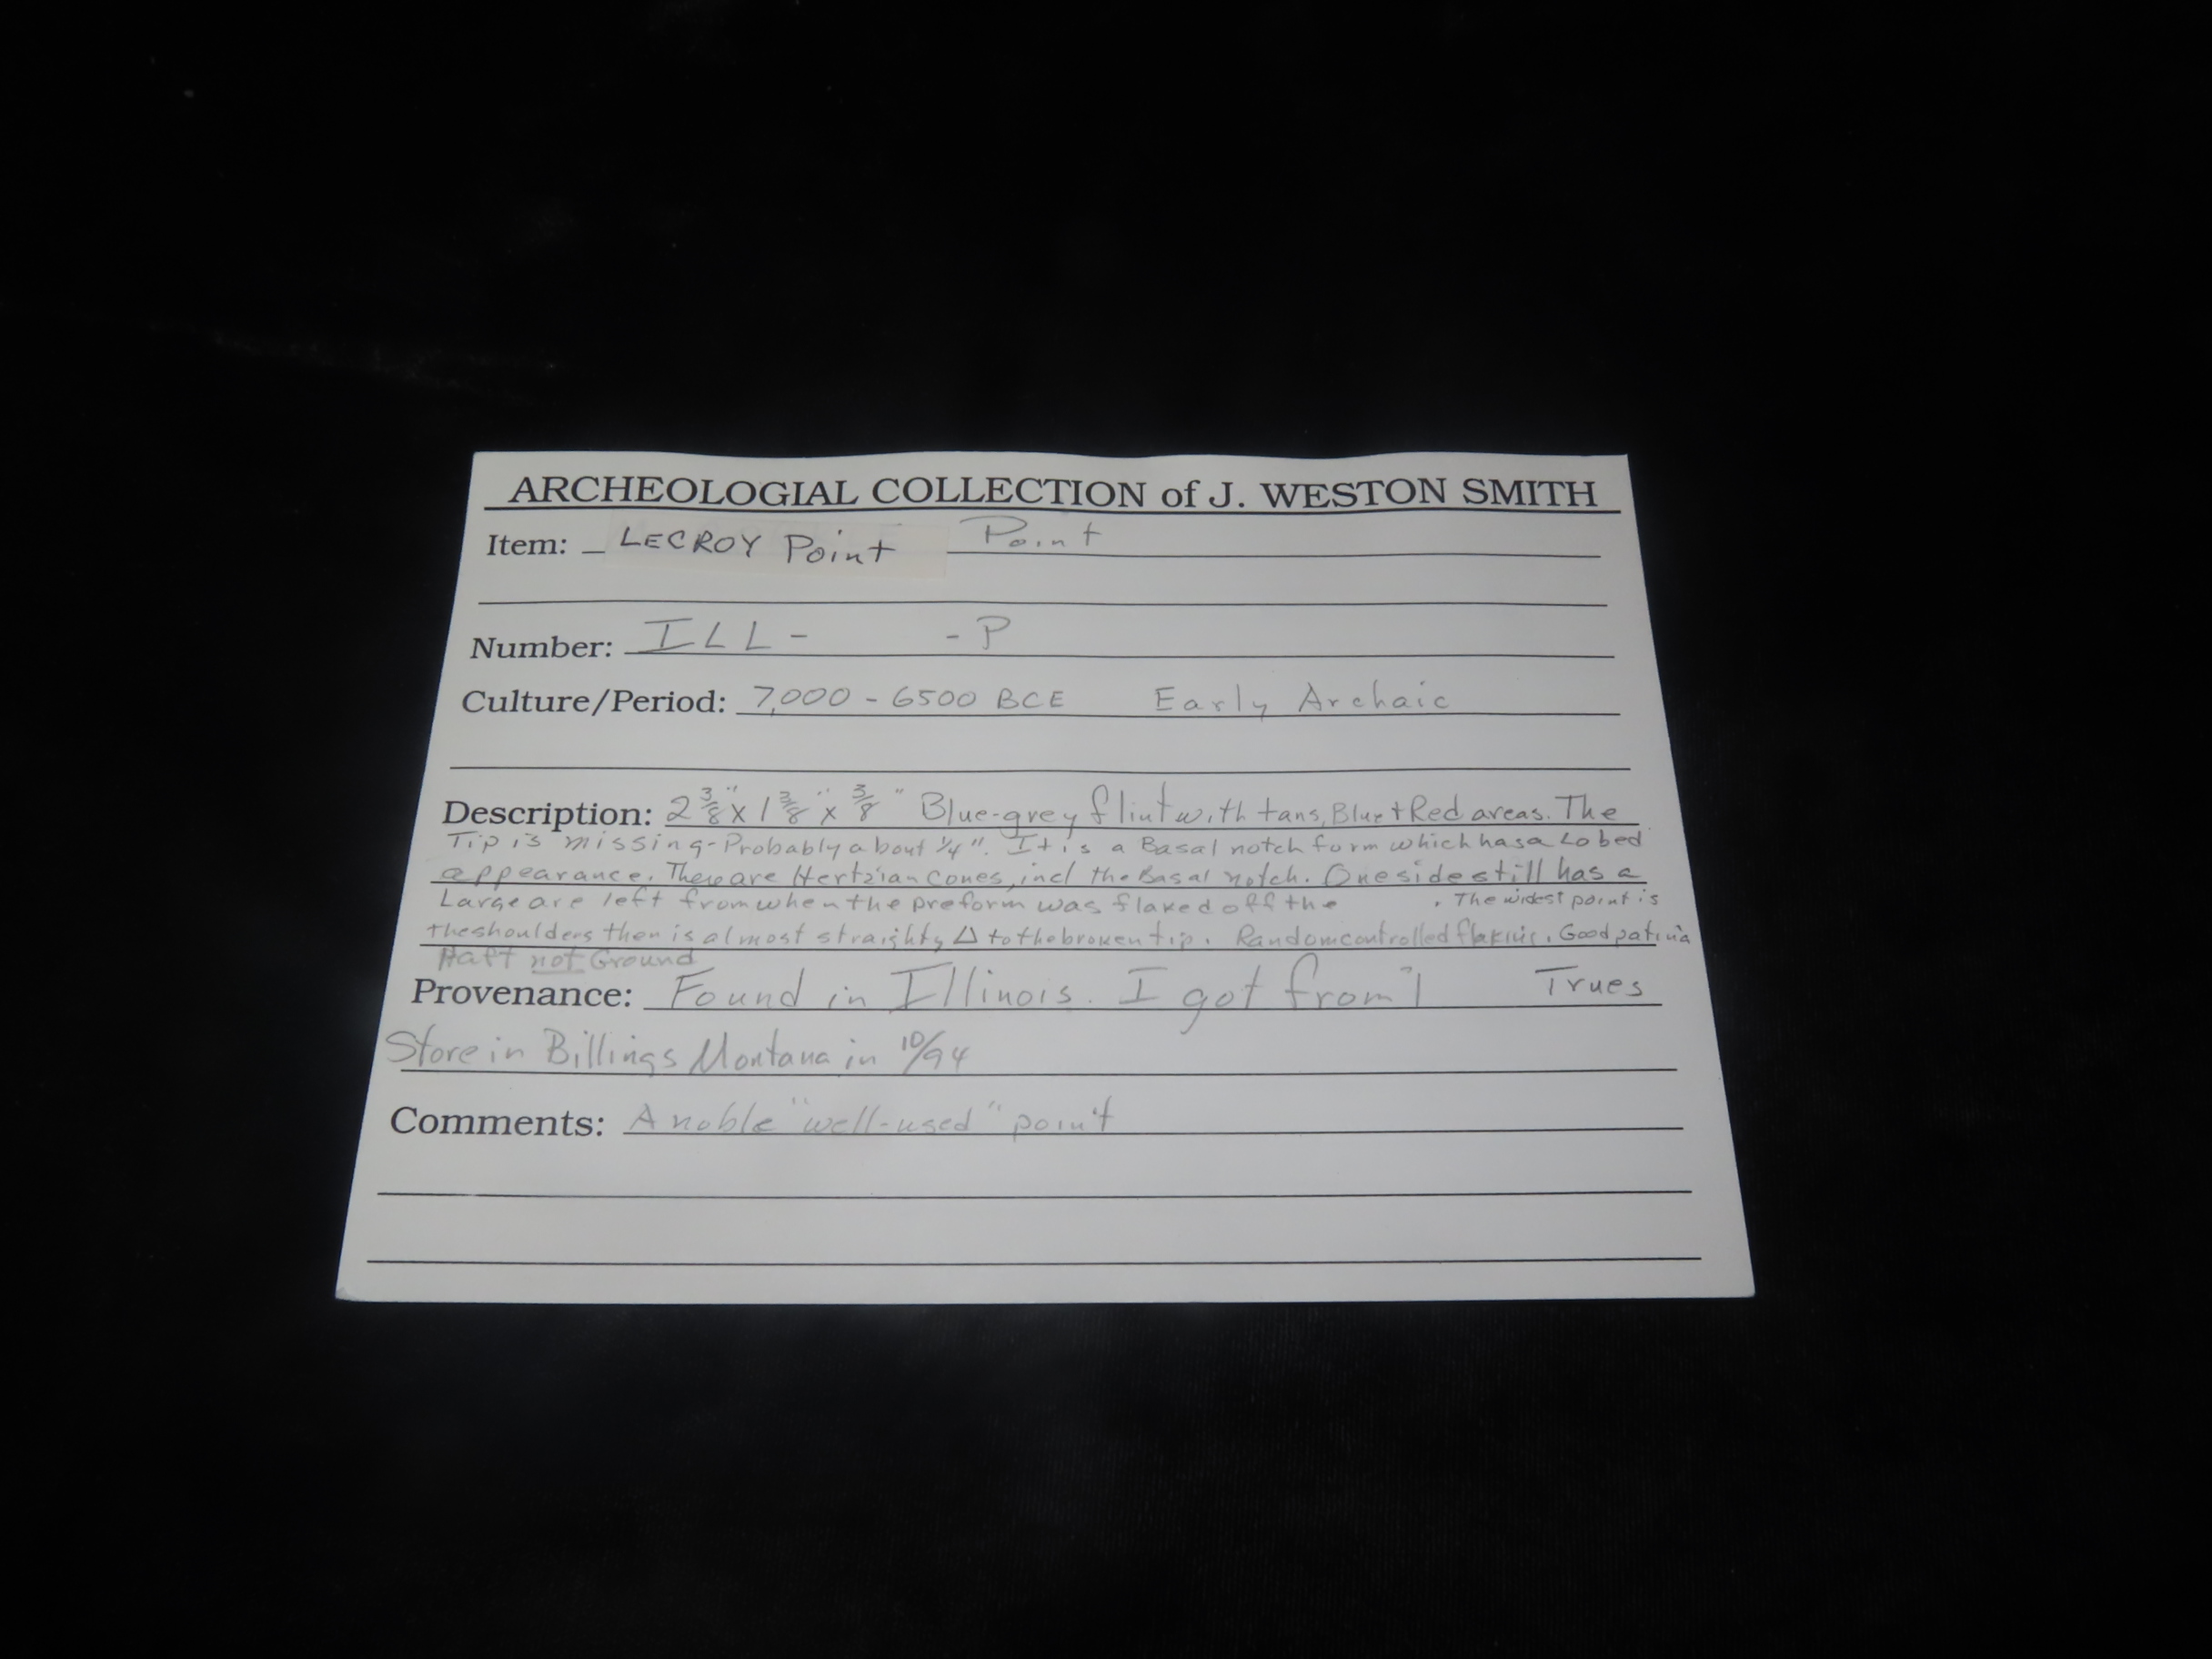 ARCHEOLOGIAL COLLECTION of J. WESTON SMITH
Item: LECROY Point Point
Number: ILL- -P
Culture/Period: 7,000 - 6500 BCE Early Archaic
Description: 2 3/8" x 1 3/8" x 3/8" Blue-grey flint with tans, Blue + Red areas. The
Tip is missing - Probably about 1/4". It is a Basal notch form which has a Lobed
appearance. There are Hertzian Cones, incl the Basal notch. One side still has a
Large are left from when the preform was flaked off the . The widest point is
the shoulders then is almost straight Δ to the broken tip. Random controlled flaking. Good patina
Haft not Ground
Provenance: Found in Illinois. I got from Trues
Store in Billings Montana in 10/94
Comments: A noble "well-used" point